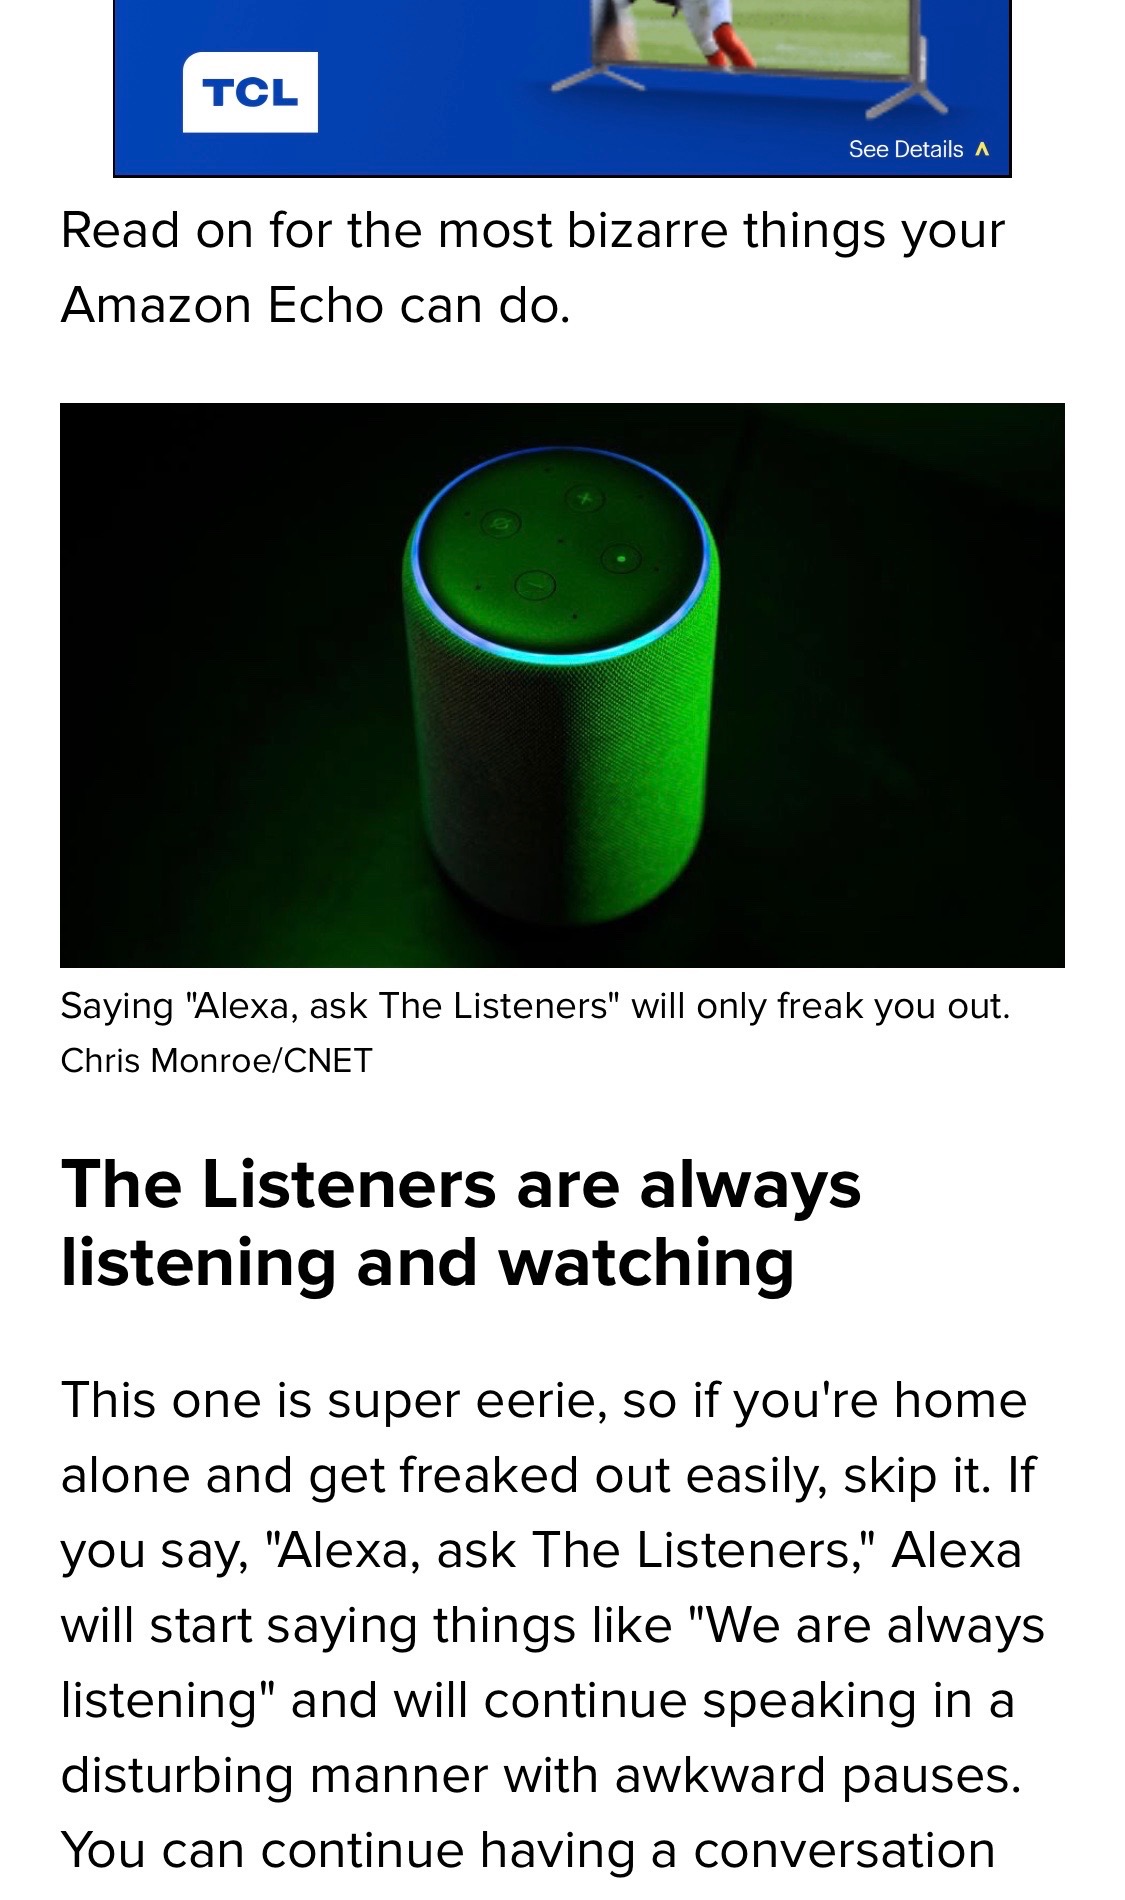 TCL
See Details
Read on for the most bizarre things your
Amazon Echo can do.
Saying "Alexa, ask The Listeners" will only freak you out.
Chris Monroe/CNET
The Listeners are always
listening and watching
This one is super eerie, so if you're home
alone and get freaked out easily, skip it. If
you say, "Alexa, ask The Listeners," Alexa
will start saying things like "We are always
listening" and will continue speaking in a
disturbing manner with awkward pauses.
You can continue having a conversation